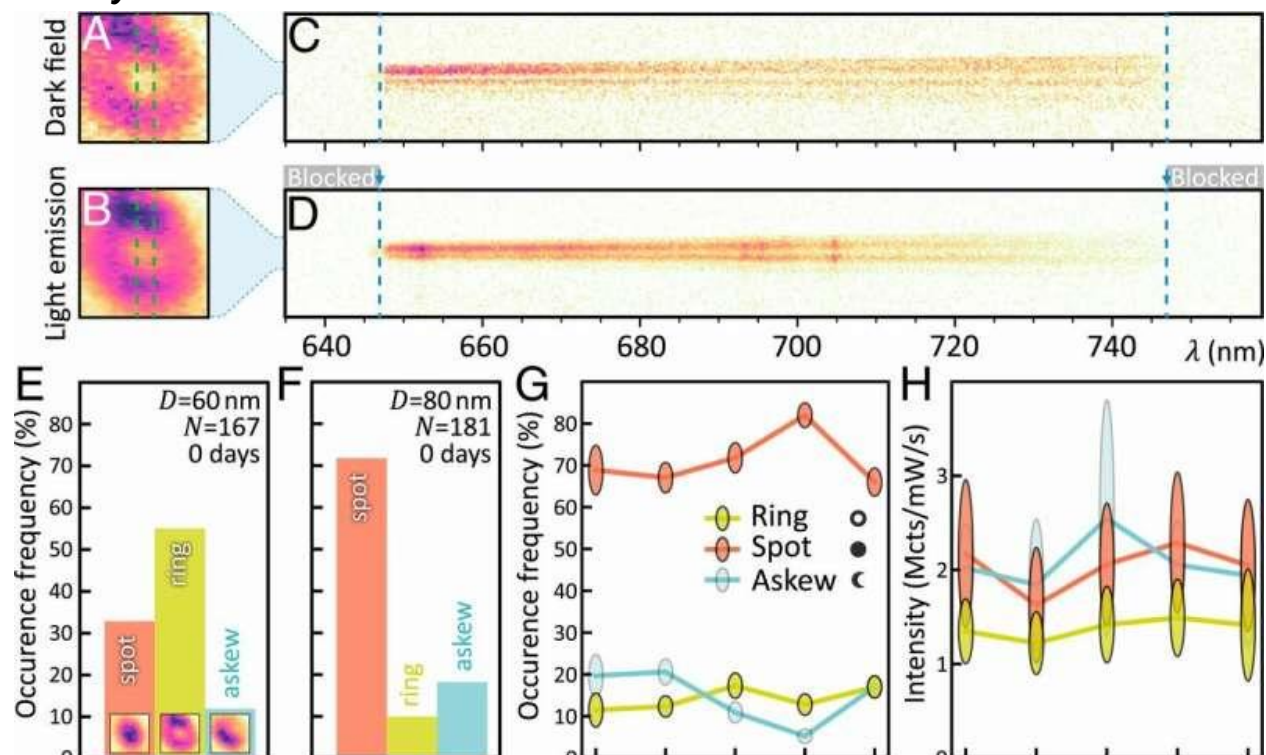 A
C
Dark field
Blocked
Blocked
B
D
Light emission
640
660
680
700
720
740
λ (nm)
E
Occurence frequency (%)
80
70
60
50
40
30
20
10
D=60 nm
N=167
0 days
spot
ring
askew
F
D=80 nm
N=181
0 days
spot
ring
askew
G
Occurence frequency (%)
80
70
60
50
40
30
20
10
Ring
Spot
Askew
H
Intensity (Mcts/mW/s)
3
2
1